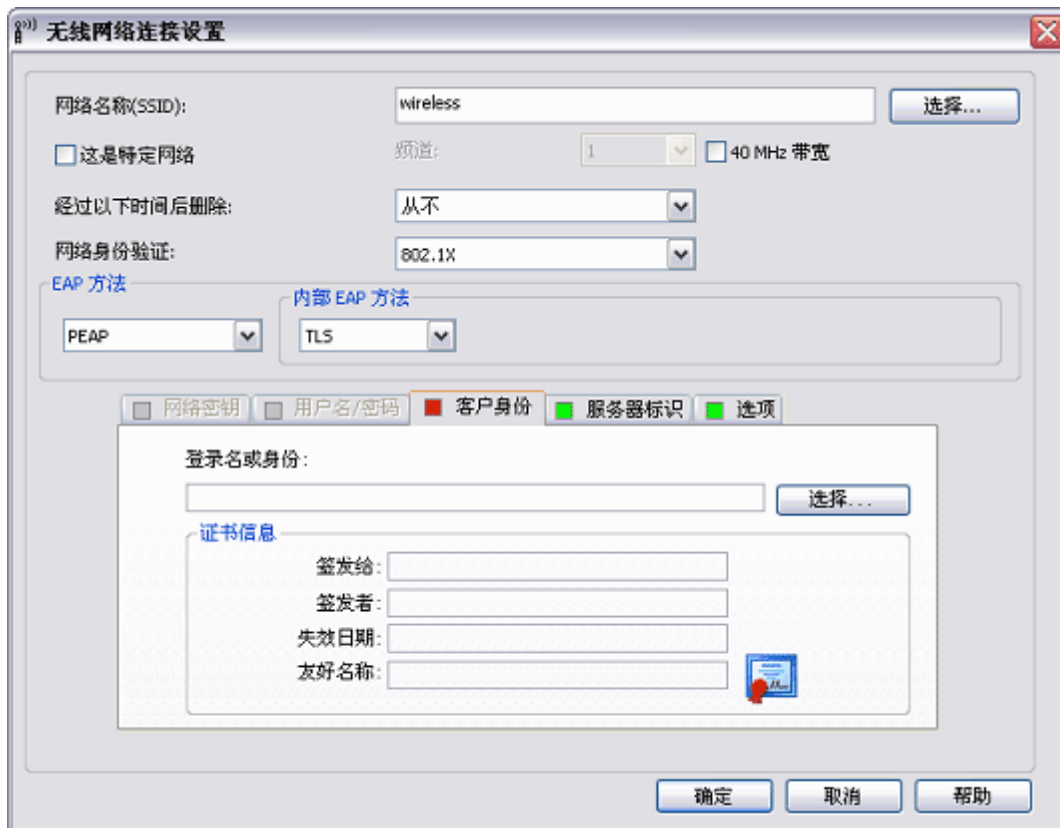 无线网络连接设置
网络名称(SSID): wireless 选择...
这是特定网络 频道: 1 40 MHz 带宽
经过以下时间后删除: 从不
网络身份验证: 802.1X
EAP 方法 内部 EAP 方法
PEAP TLS
网络密钥 用户名/密码 客户身份 服务器标识 选项
登录名或身份:
选择...
证书信息
签发给:
签发者:
失效日期:
友好名称:
确定 取消 帮助